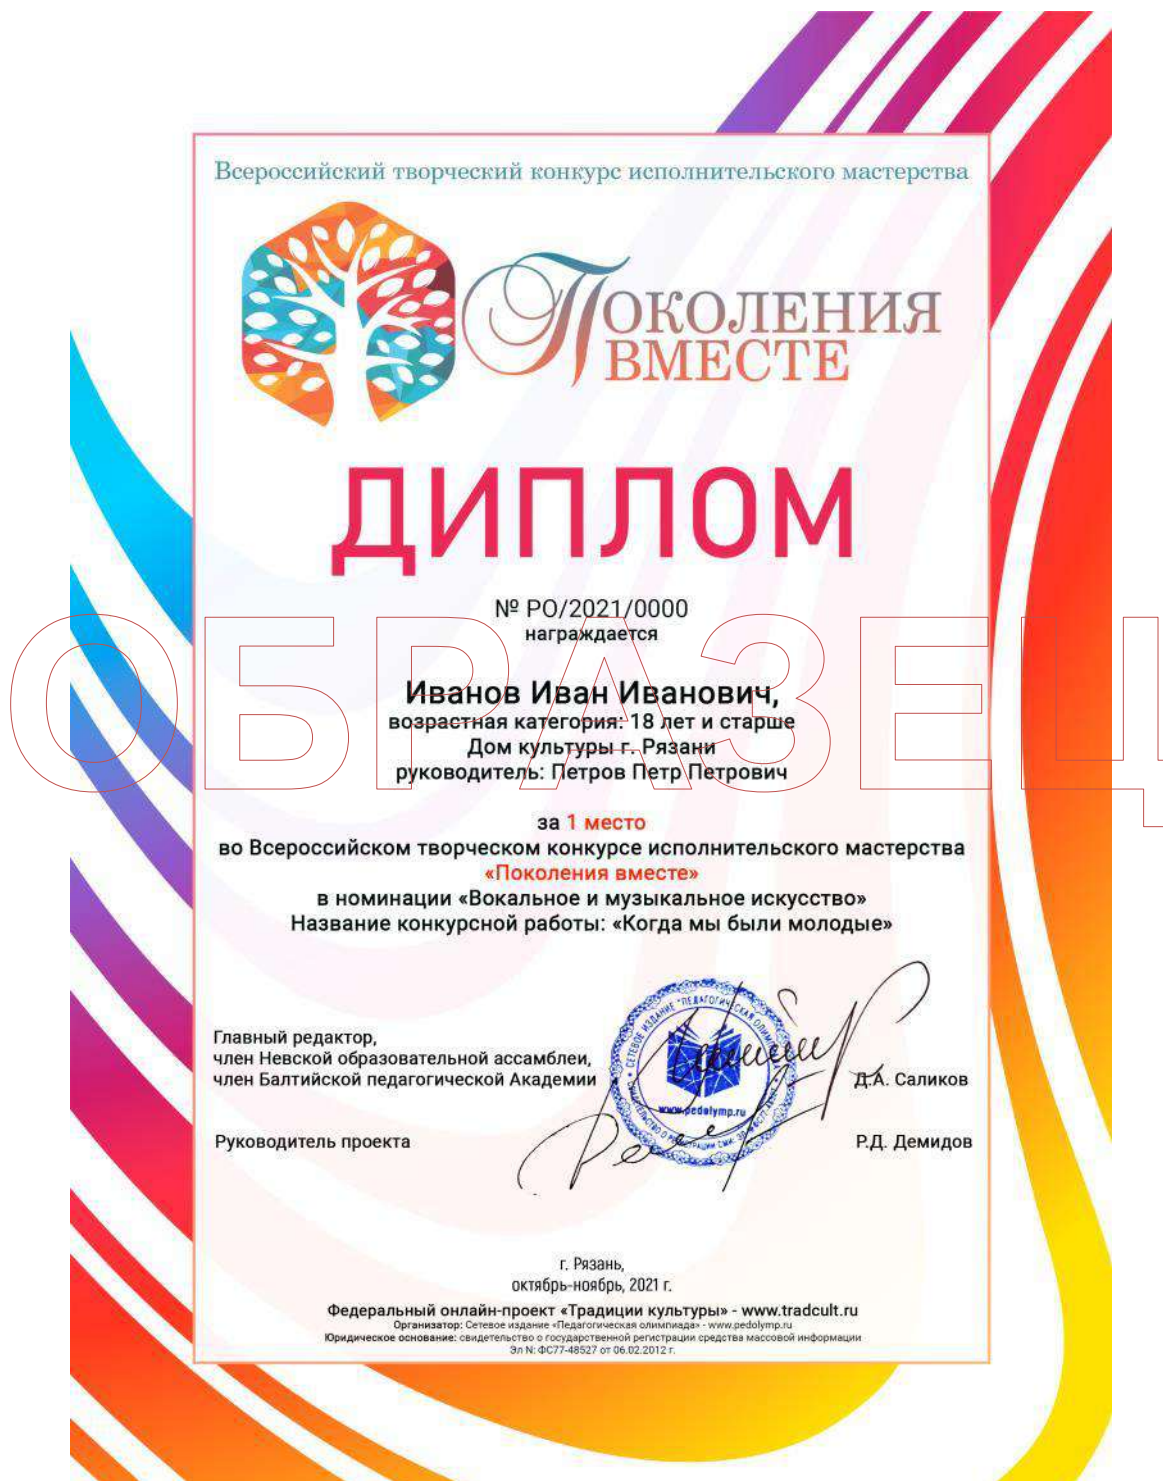 Всероссийский творческий конкурс исполнительского мастерства
Поколения
вместе
ДИПЛОМ
№ РО/2021/0000
награждается
ОБРАЗЕЦ
Иванов Иван Иванович,
возрастная категория: 18 лет и старше
Дом культуры г. Рязани
руководитель: Петров Петр Петрович
за 1 место
во Всероссийском творческом конкурсе исполнительского мастерства
«Поколения вместе»
в номинации «Вокальное и музыкальное искусство»
Название конкурсной работы: «Когда мы были молодые»
Главный редактор,
член Невской образовательной ассамблеи,
член Балтийской педагогической Академии
Д.А. Саликов
СЕТЕВОЕ ИЗДАНИЕ "ПЕДАГОГИЧЕСКАЯ
www.pedolymp.ru
Руководитель проекта
Р.Д. Демидов
г. Рязань,
октябрь-ноябрь, 2021 г.
Федеральный онлайн-проект «Традиции культуры» - www.tradcult.ru
Организатор: Сетевое издание «Педагогическая олимпиада» - www.pedolymp.ru
Юридическое основание: свидетельство о государственной регистрации средства массовой информации
Эл N: ФС77-48527 от 06.02.2012 г.